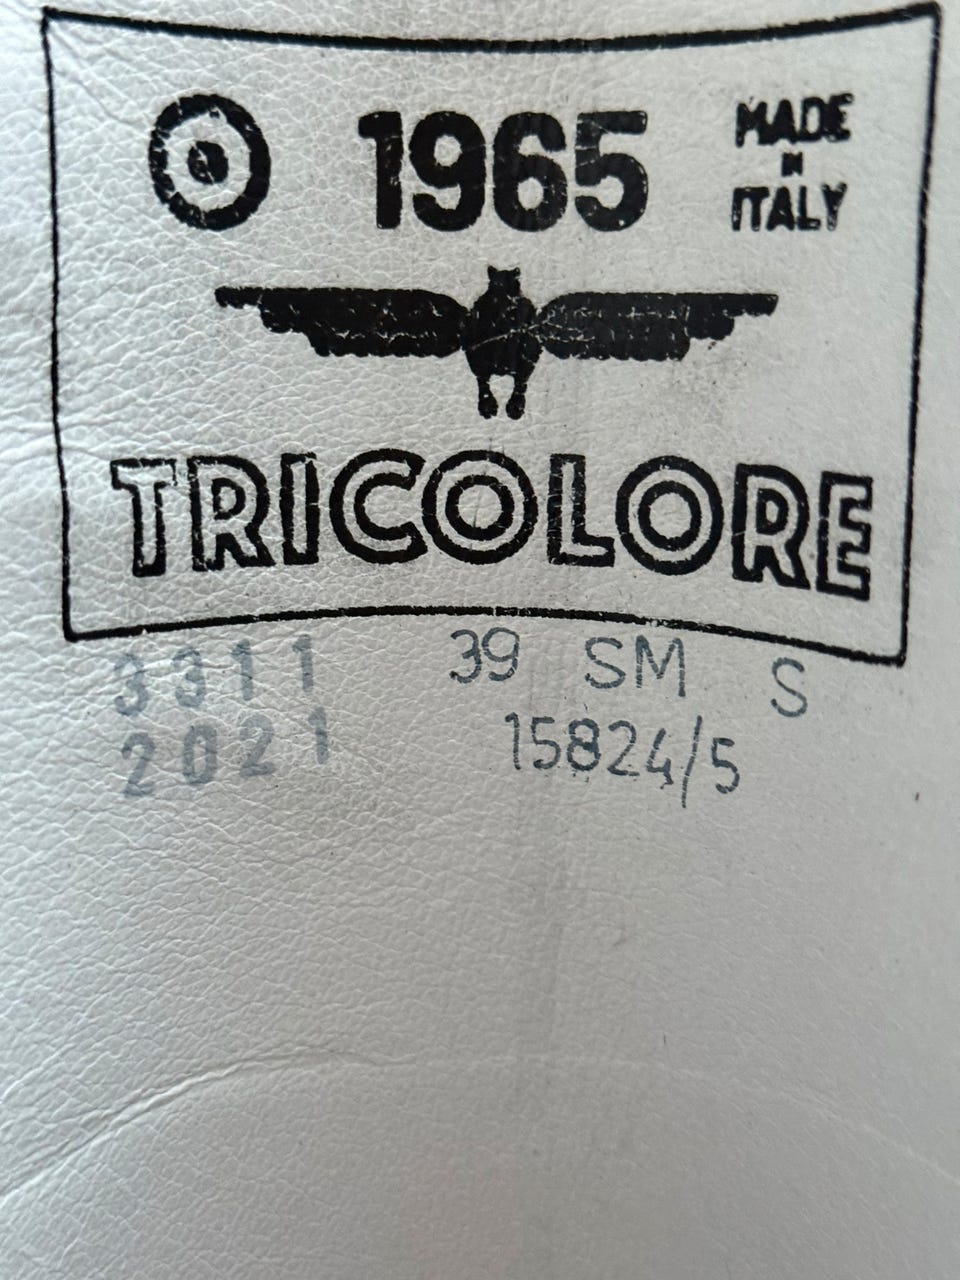 1965
MADE
IN
ITALY
TRICOLORE
3311 39 SM S
2021 15824/5